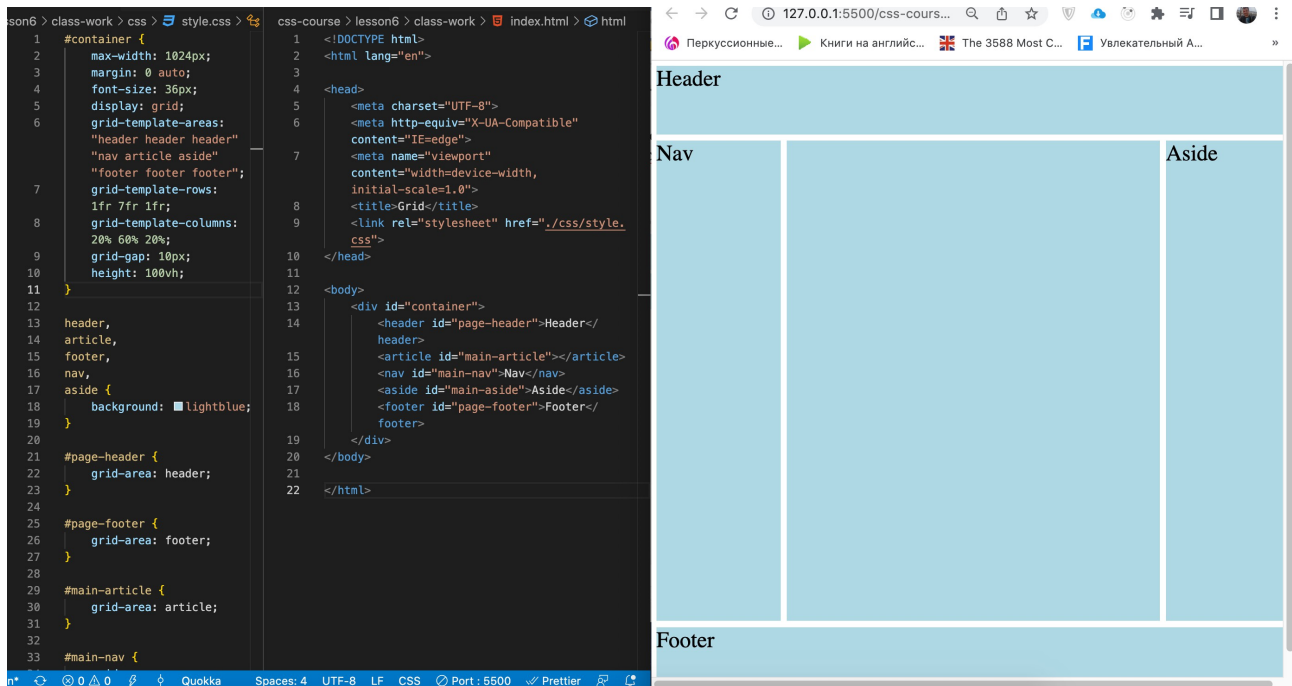 sson6 > class-work > css > style.css >
1 #container {
2 max-width: 1024px;
3 margin: 0 auto;
4 font-size: 36px;
5 display: grid;
6 grid-template-areas:
"header header header"
"nav article aside"
"footer footer footer";
7 grid-template-rows:
1fr 7fr 1fr;
8 grid-template-columns:
20% 60% 20%;
9 grid-gap: 10px;
10 height: 100vh;
11 }
12
13 header,
14 article,
15 footer,
16 nav,
17 aside {
18 background: lightblue;
19 }
20
21 #page-header {
22 grid-area: header;
23 }
24
25 #page-footer {
26 grid-area: footer;
27 }
28
29 #main-article {
30 grid-area: article;
31 }
32
33 #main-nav {
css-course > lesson6 > class-work > index.html > html
1 <!DOCTYPE html>
2 <html lang="en">
3
4 <head>
5 <meta charset="UTF-8">
6 <meta http-equiv="X-UA-Compatible"
content="IE=edge">
7 <meta name="viewport"
content="width=device-width,
initial-scale=1.0">
8 <title>Grid</title>
9 <link rel="stylesheet" href="./css/style.
css">
10 </head>
11
12 <body>
13 <div id="container">
14 <header id="page-header">Header</
header>
15 <article id="main-article"></article>
16 <nav id="main-nav">Nav</nav>
17 <aside id="main-aside">Aside</aside>
18 <footer id="page-footer">Footer</
footer>
19 </div>
20 </body>
21
22 </html>
n* 0 0 Quokka Spaces: 4 UTF-8 LF CSS Port : 5500 Prettier
127.0.0.1:5500/css-cours...
Перкуссионные... Книги на английс... The 3588 Most C... Увлекательный А... »
Header
Nav
Aside
Footer